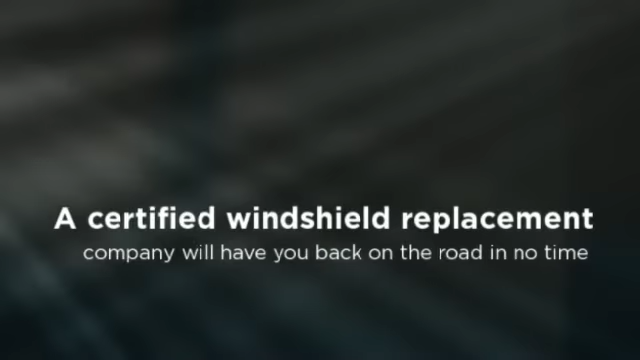 A certified windshield replacement
company will have you back on the road in no time